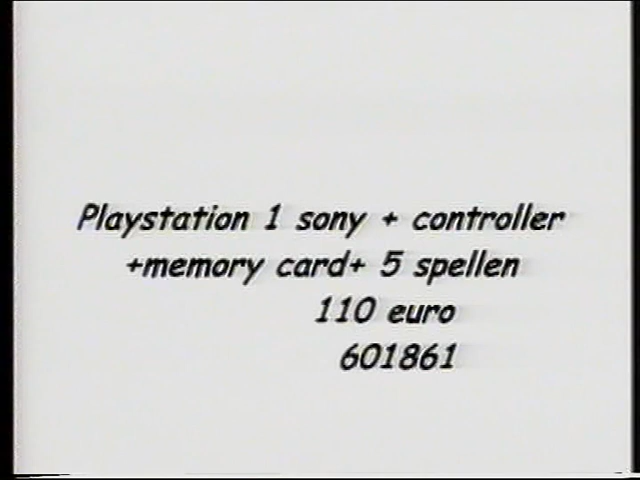 Playstation 1 sony + controller
+memory card+ 5 spellen
110 euro
601861